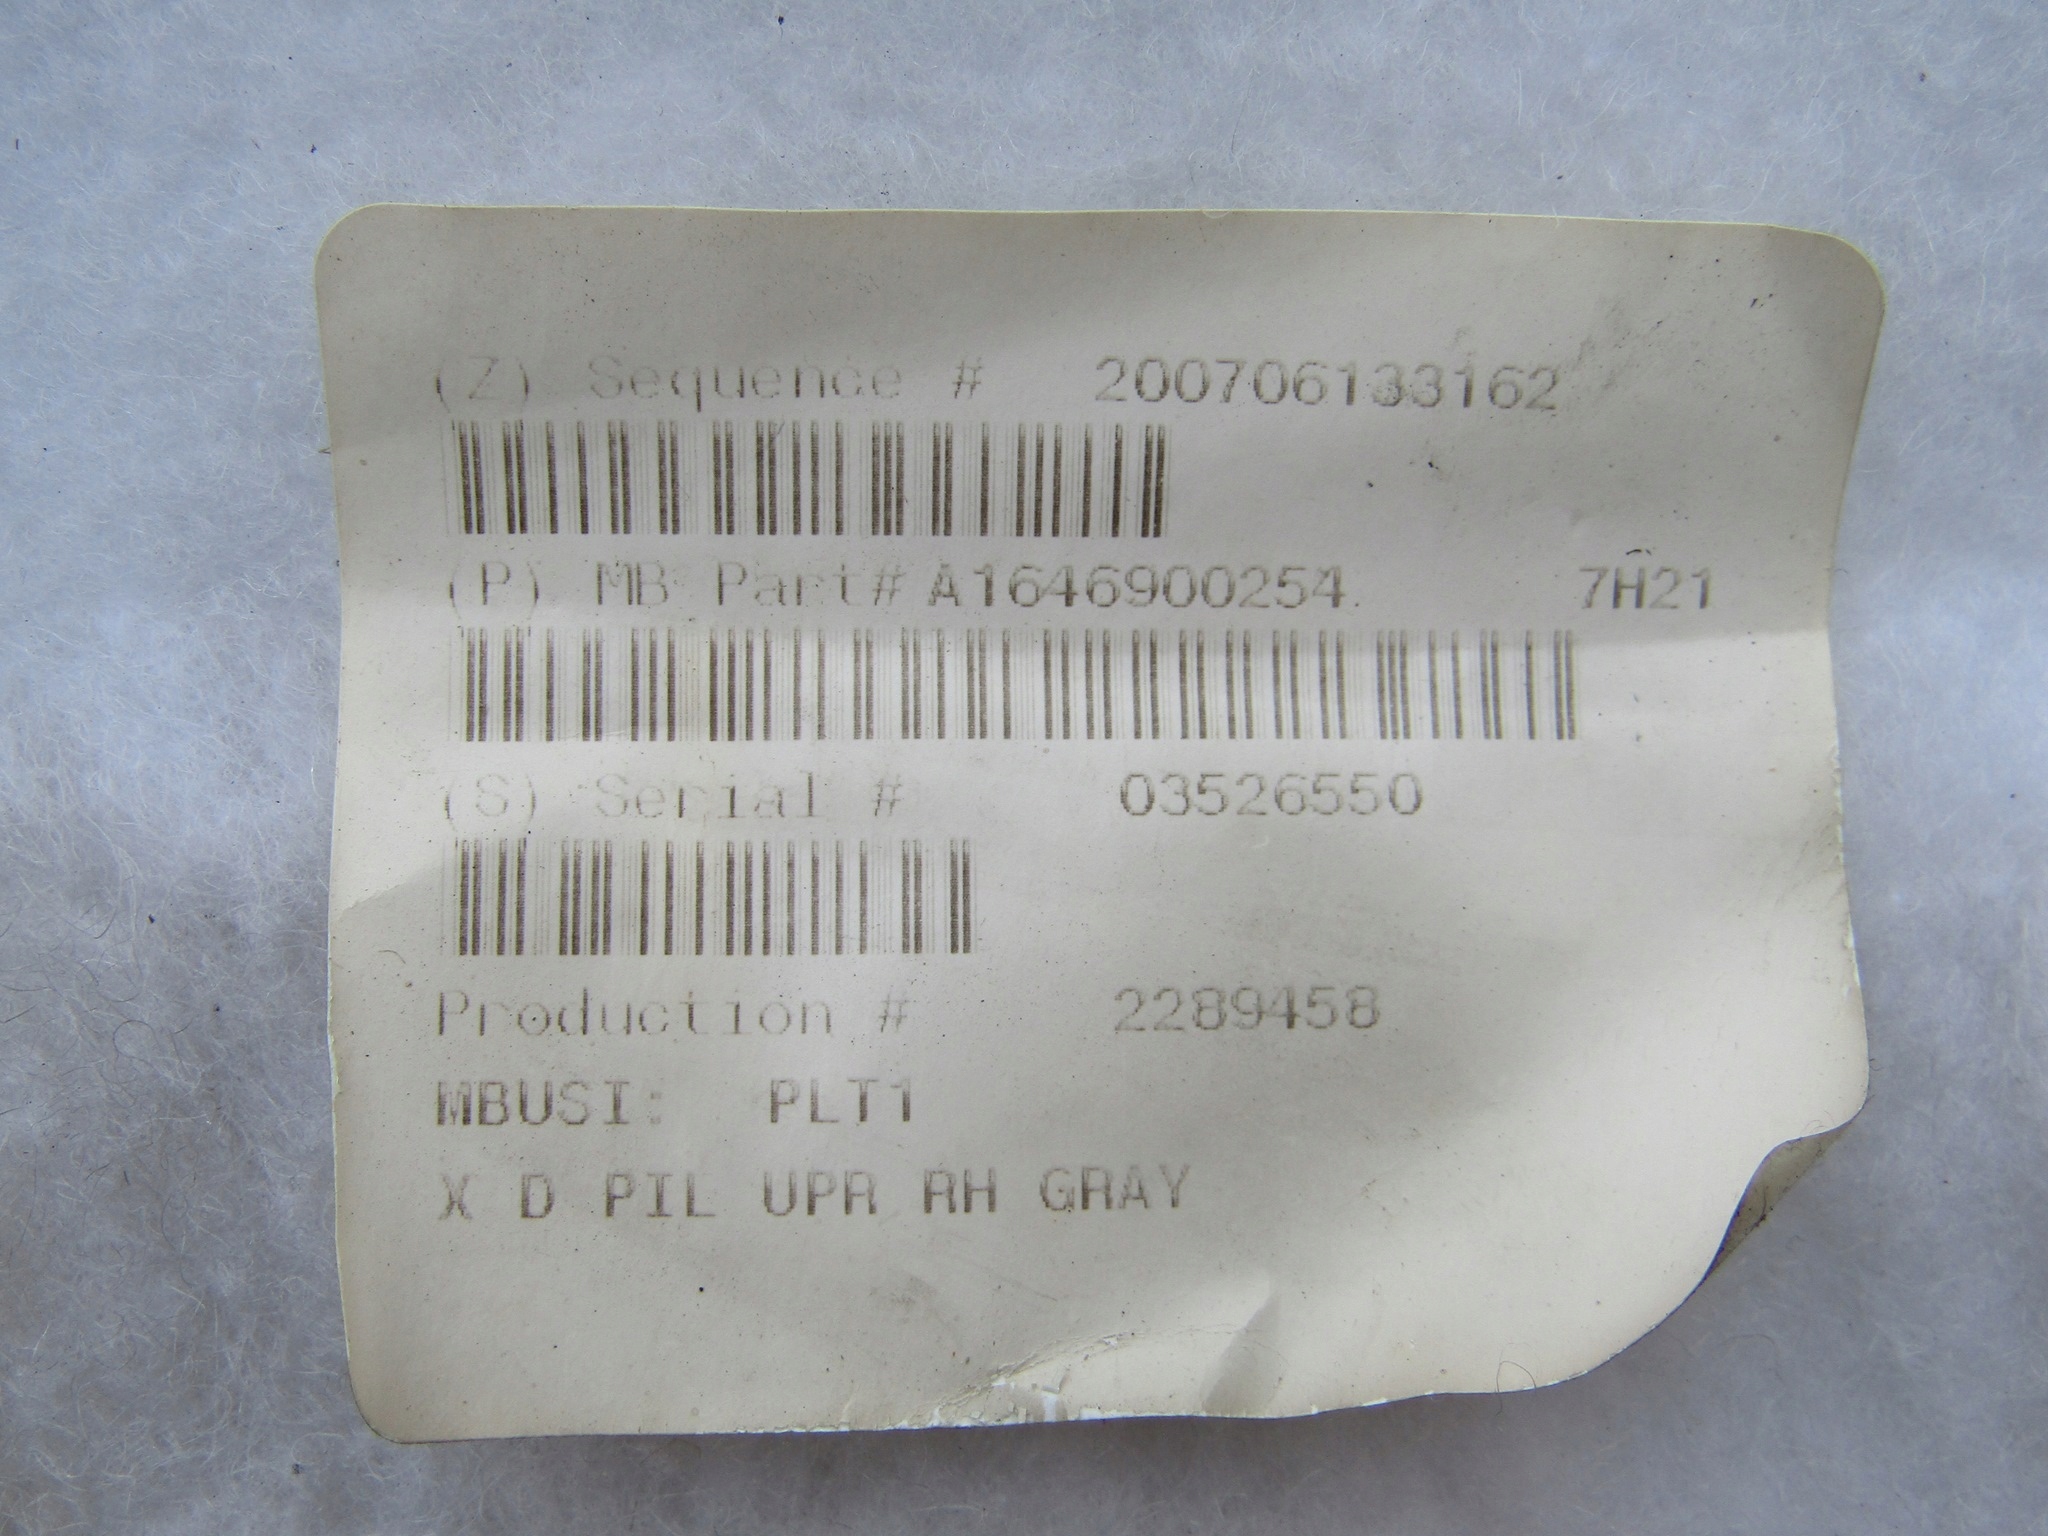 (Z) Sequence # 200706133162
(P) MB Part# A1646900254 7H21
(S) Serial # 03526550
Production # 2289458
MBUSI: PLT1
X D PIL UPR RH GRAY